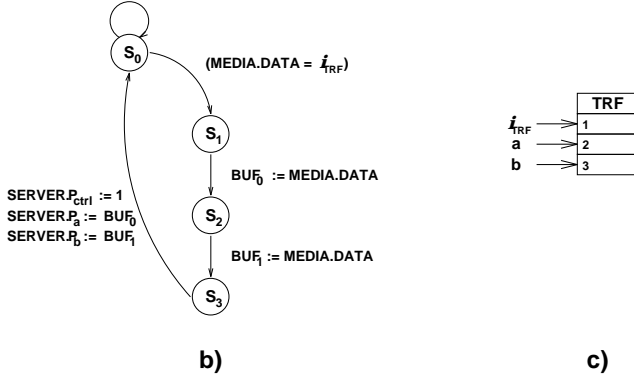 S0
(MEDIA.DATA = iTRF)
S1
BUF0 := MEDIA.DATA
S2
BUF1 := MEDIA.DATA
S3
SERVER.Pctrl := 1
SERVER.Pa := BUF0
SERVER.Pb := BUF1
b)
TRF
iTRF 1
a 2
b 3
c)